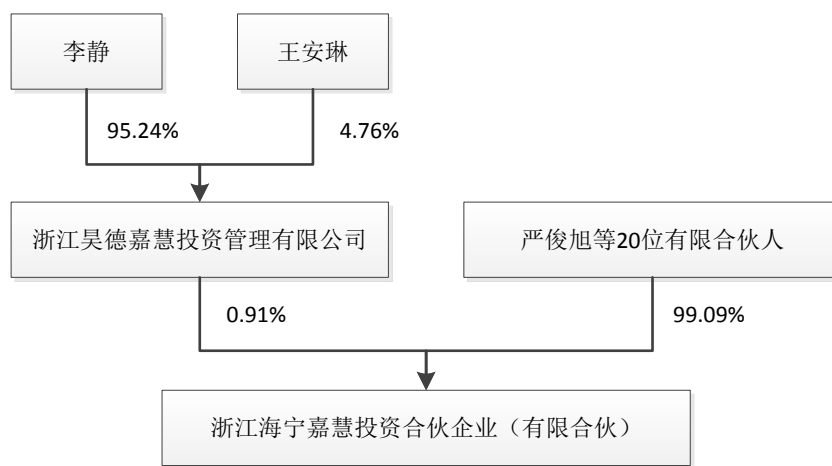 李静
王安琳
95.24%
4.76%
浙江昊德嘉慧投资管理有限公司
严俊旭等20位有限合伙人
0.91%
99.09%
浙江海宁嘉慧投资合伙企业（有限合伙）